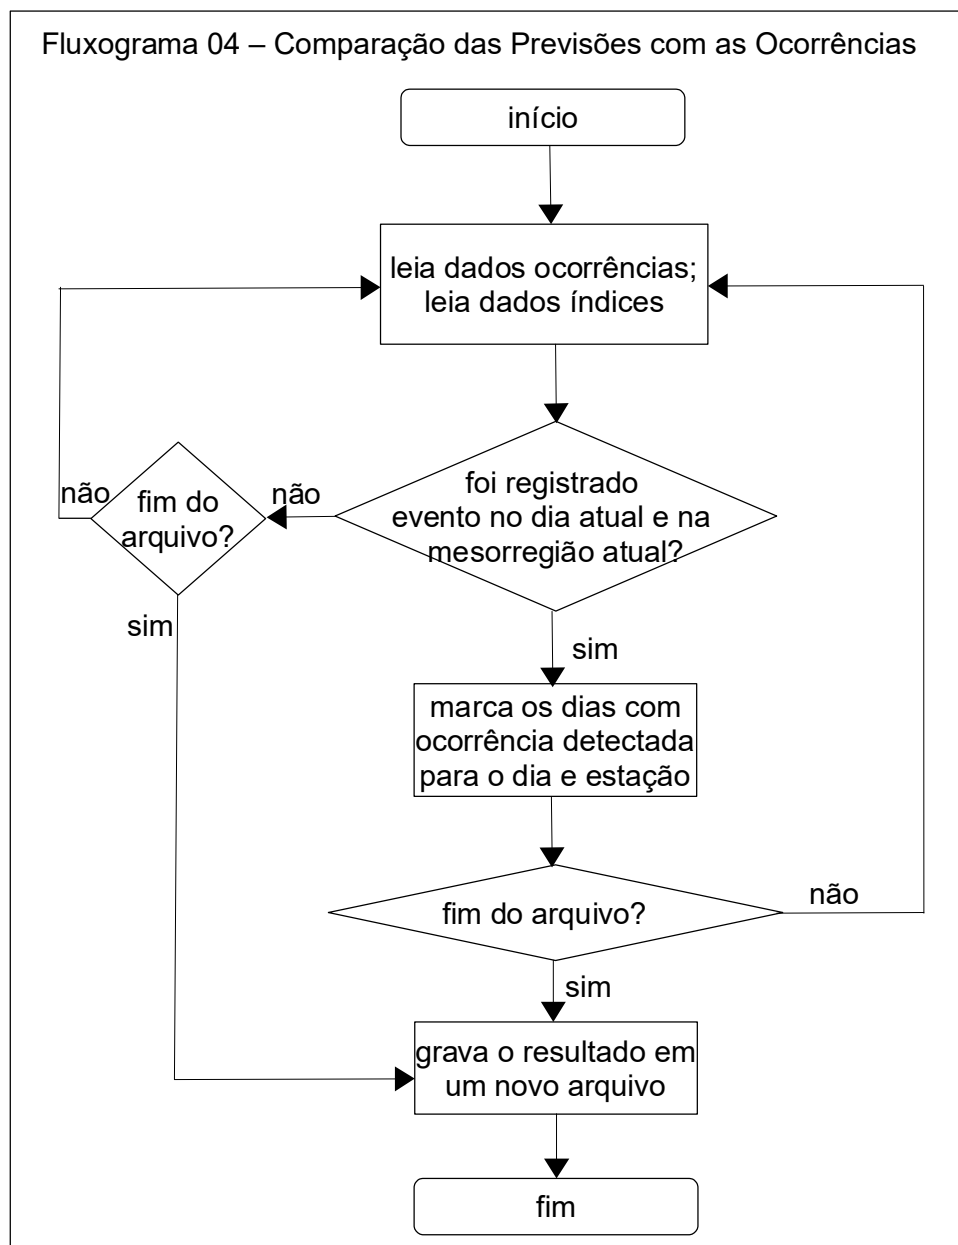 Fluxograma 04 – Comparação das Previsões com as Ocorrências
início
leia dados ocorrências;
leia dados índices
foi registrado
evento no dia atual e na
mesorregião atual?
não
fim do
arquivo?
não
sim
sim
marca os dias com
ocorrência detectada
para o dia e estação
fim do arquivo?
não
sim
grava o resultado em
um novo arquivo
fim